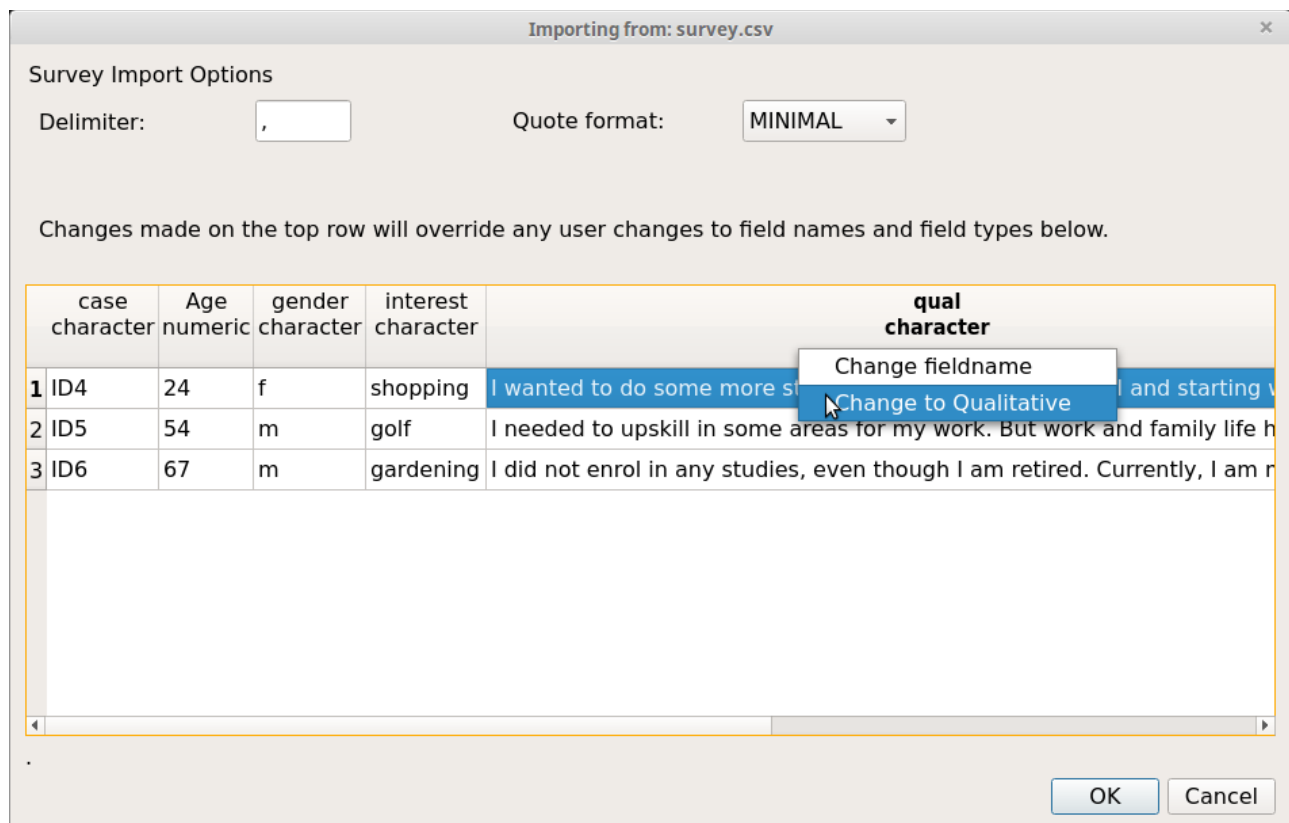 Importing from: survey.csv ×
Survey Import Options
Delimiter: , Quote format: MINIMAL
Changes made on the top row will override any user changes to field names and field types below.
case Age gender interest qual
character numeric character character character
Change fieldname
1 ID4 24 f shopping I wanted to do some more I and starting
Change to Qualitative
2 ID5 54 m golf I needed to upskill in some areas for my work. But work and family life h
3 ID6 67 m gardening I did not enrol in any studies, even though I am retired. Currently, I am
.
OK Cancel